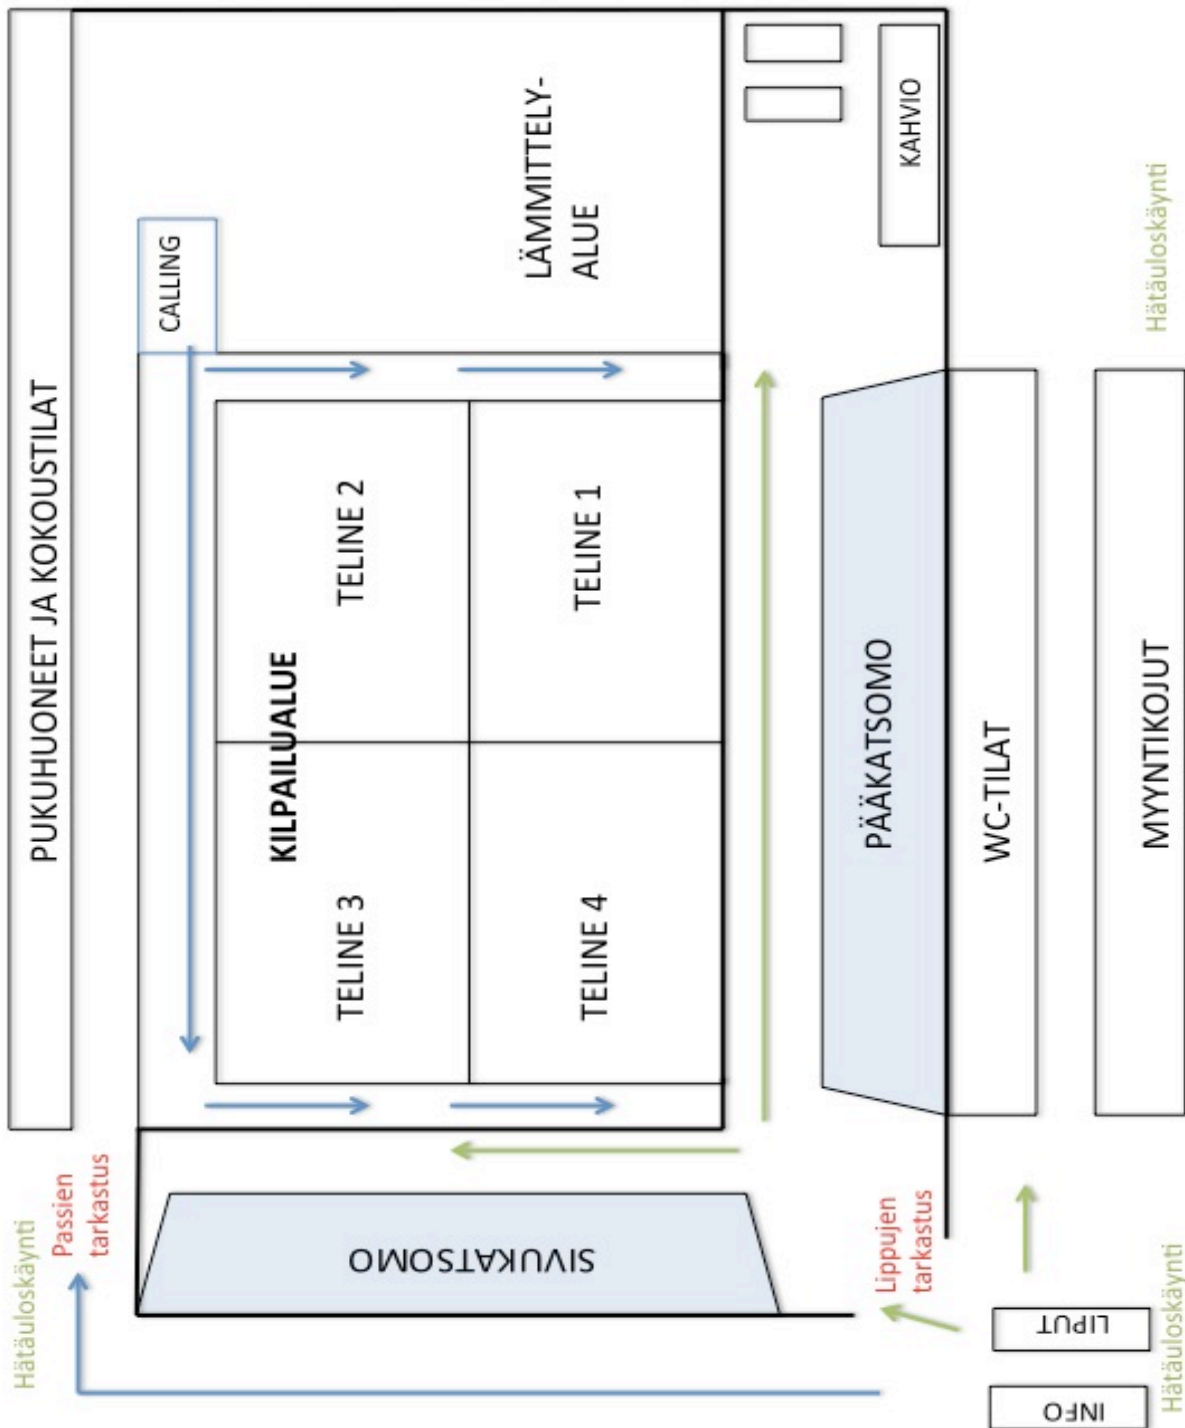 PUKUHUONEET JA KOKOUSTILAT
Hätäuloskäynti
Passien
tarkastus
CALLING
LÄMMITTELY-
ALUE
KILPAILUALUE
TELINE 3
TELINE 2
TELINE 4
TELINE 1
SIVUKATSOMO
PÄÄKATSOMO
KAHVIO
Lippujen
tarkastus
WC-TILAT
INFO
LIPUT
MYYNTIKOJUT
Hätäuloskäynti
Hätäuloskäynti